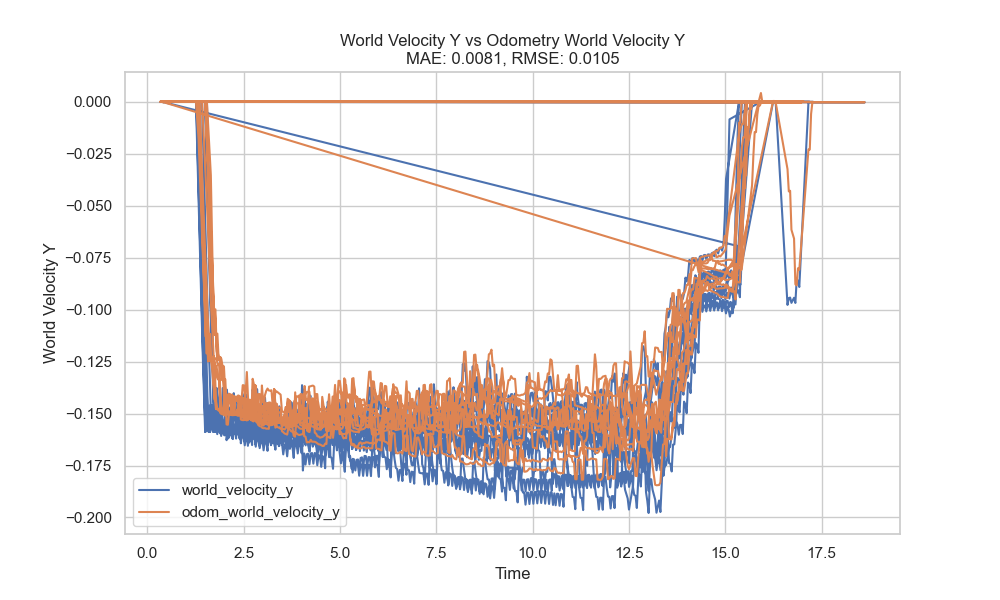 World Velocity Y vs Odometry World Velocity Y
MAE: 0.0081, RMSE: 0.0105
World Velocity Y
0.000
−0.025
−0.050
−0.075
−0.100
−0.125
−0.150
−0.175
−0.200
world_velocity_y
odom_world_velocity_y
0.0 2.5 5.0 7.5 10.0 12.5 15.0 17.5
Time